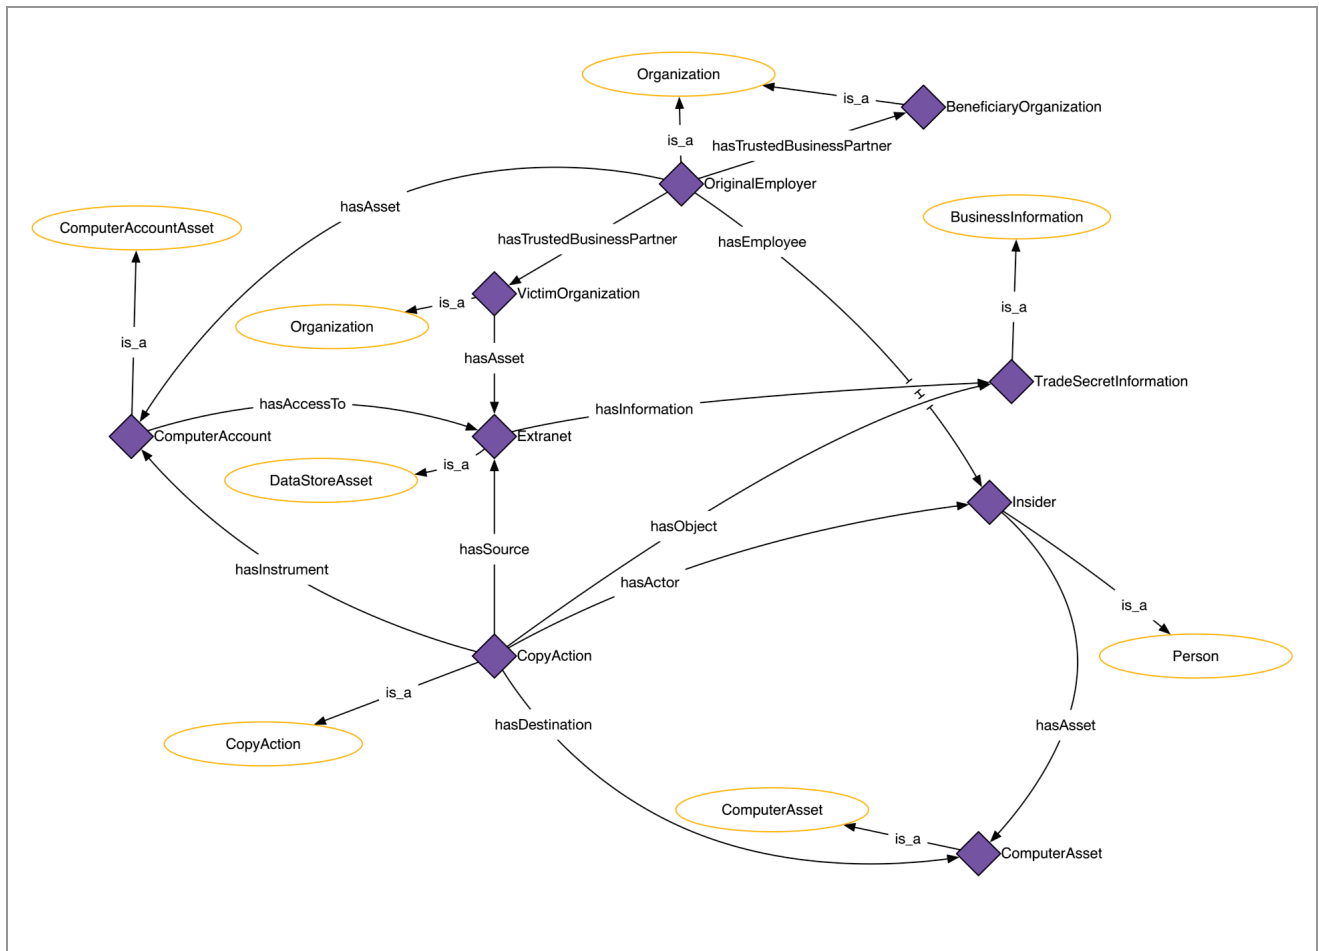 Organization
is_a
BeneficiaryOrganization
is_a
hasTrustedBusinessPartner
OriginalEmployer
hasAsset
BusinessInformation
ComputerAccountAsset
hasTrustedBusinessPartner
hasEmployee
VictimOrganization
is_a
Organization
is_a
is_a
hasAsset
TradeSecretInformation
hasAccessTo
hasInformation
ComputerAccount
Extranet
is_a
DataStoreAsset
Insider
hasObject
hasSource
hasInstrument
hasActor
is_a
CopyAction
Person
is_a
hasDestination
hasAsset
CopyAction
ComputerAsset
is_a
ComputerAsset